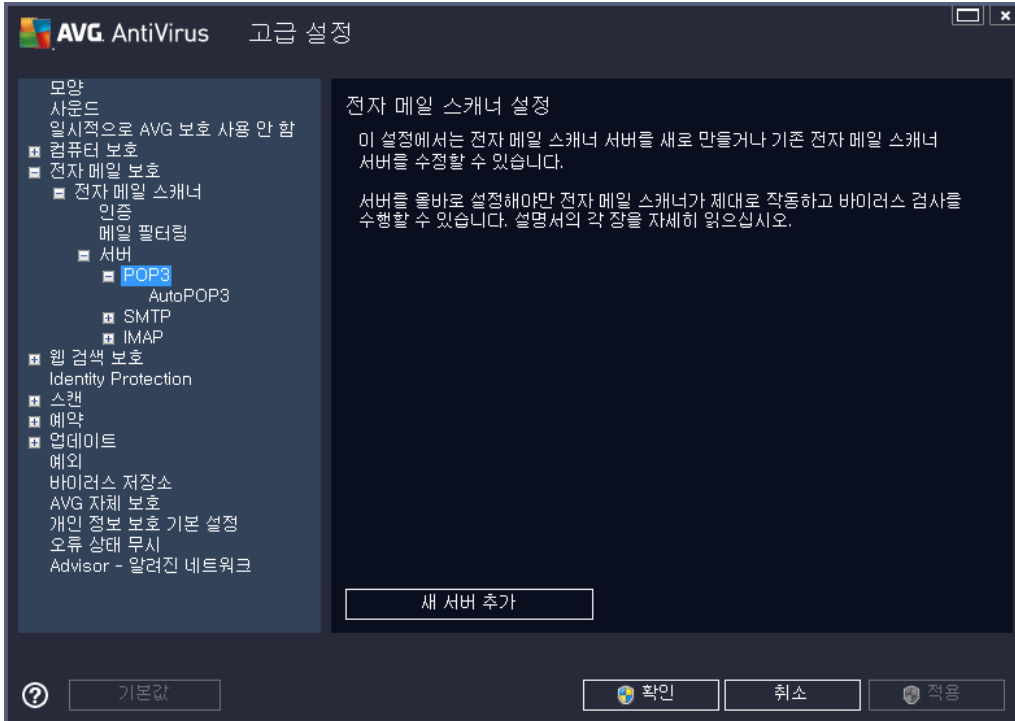 AVG. AntiVirus 고급 설정
모양
사운드
일시적으로 AVG 보호 사용 안 함
컴퓨터 보호
전자 메일 보호
전자 메일 스캐너
인증
메일 필터링
서버
POP3
AutoPOP3
SMTP
IMAP
웹 검색 보호
Identity Protection
스캔
예약
업데이트
예외
바이러스 저장소
AVG 자체 보호
개인 정보 보호 기본 설정
오류 상태 무시
Advisor - 알려진 네트워크
전자 메일 스캐너 설정
이 설정에서는 전자 메일 스캐너 서버를 새로 만들거나 기존 전자 메일 스캐너
서버를 수정할 수 있습니다.
서버를 올바로 설정해야만 전자 메일 스캐너가 제대로 작동하고 바이러스 검사를
수행할 수 있습니다. 설명서의 각 장을 자세히 읽으십시오.
새 서버 추가
기본값
확인
취소
적용